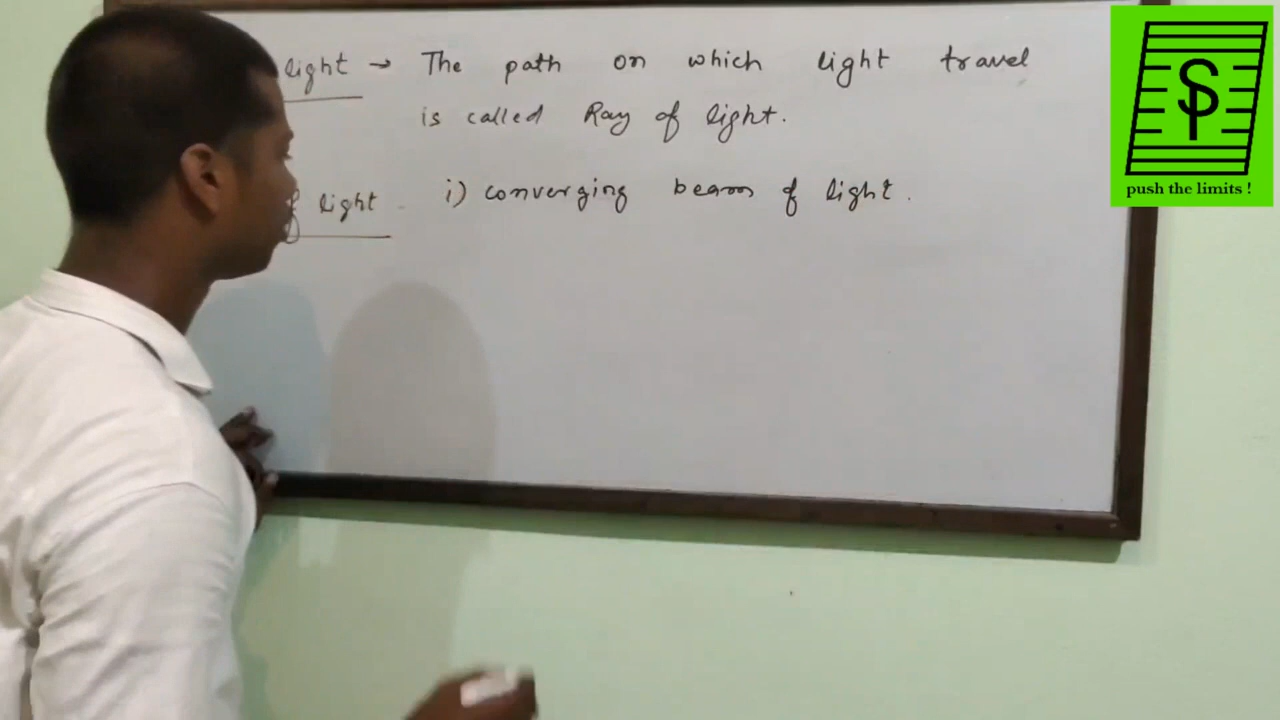 light → The path on which light travel
is called Ray of light.
of light i) converging beam of light.
push the limits !